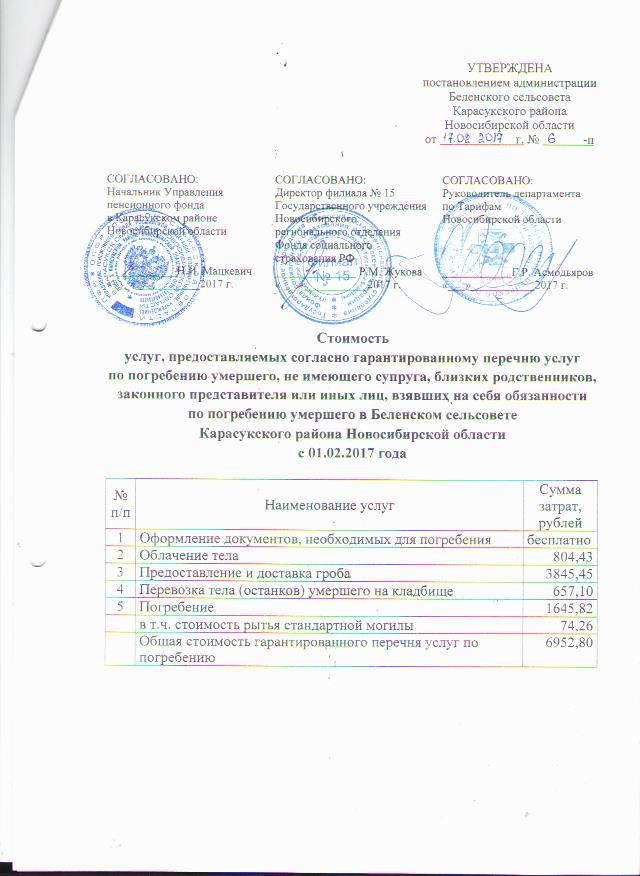 УТВЕРЖДЕНА
постановлением администрации
Беленского сельсовета
Карасукского района
Новосибирской области
от 17.02 2017 г. № 6 -п
СОГЛАСОВАНО:
Начальник Управления
пенсионного фонда
в Карасукском районе
Новосибирской области
Н.И. Мацкевич
2017 г.
СОГЛАСОВАНО:
Директор филиала № 15
Государственного учреждения
Новосибирского
регионального отделения
Фонда социального
страхования РФ
Р.М. Жукова
2017 г.
Филиал
№ 15
СОГЛАСОВАНО:
Руководитель департамента
по Тарифам
Новосибирской области
Г.Р. Асмодьяров
«___»__________2017 г.
Стоимость
услуг, предоставляемых согласно гарантированному перечню услуг
по погребению умершего, не имеющего супруга, близких родственников,
законного представителя или иных лиц, взявших на себя обязанности
по погребению умершего в Беленском сельсовете
Карасукского района Новосибирской области
с 01.02.2017 года
№ п/п Наименование услуг Сумма затрат, рублей
1 Оформление документов, необходимых для погребения бесплатно
2 Облачение тела 804,43
3 Предоставление и доставка гроба 3845,45
4 Перевозка тела (останков) умершего на кладбище 657,10
5 Погребение 1645,82
в т.ч. стоимость рытья стандартной могилы 74,26
Общая стоимость гарантированного перечня услуг по 6952,80
погребению